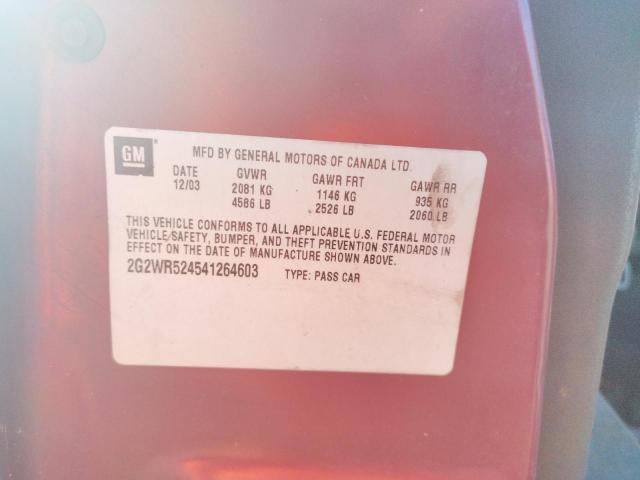 GM MFD BY GENERAL MOTORS OF CANADA LTD.
DATE GVWR GAWR FRT GAWR RR
12/03 2081 KG 1146 KG 935 KG
4586 LB 2526 LB 2060 LB
THIS VEHICLE CONFORMS TO ALL APPLICABLE U.S. FEDERAL MOTOR
VEHICLE SAFETY, BUMPER, AND THEFT PREVENTION STANDARDS IN
EFFECT ON THE DATE OF MANUFACTURE SHOWN ABOVE.
2G2WR524541264603 TYPE: PASS CAR